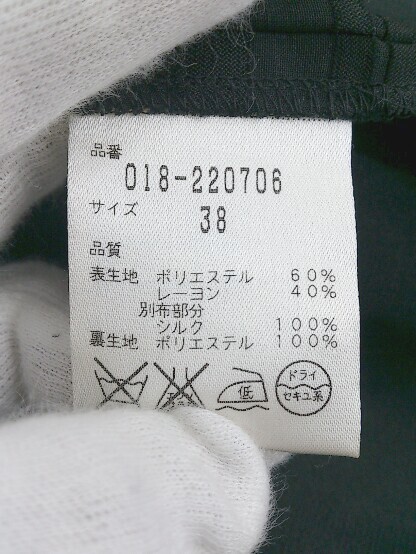 品番
018-220706
サイズ
38
品質
表生地 ポリエステル 60%
レーヨン 40%
別布部分
シルク 100%
裏生地 ポリエステル 100%
低
ドライ
セキユ系